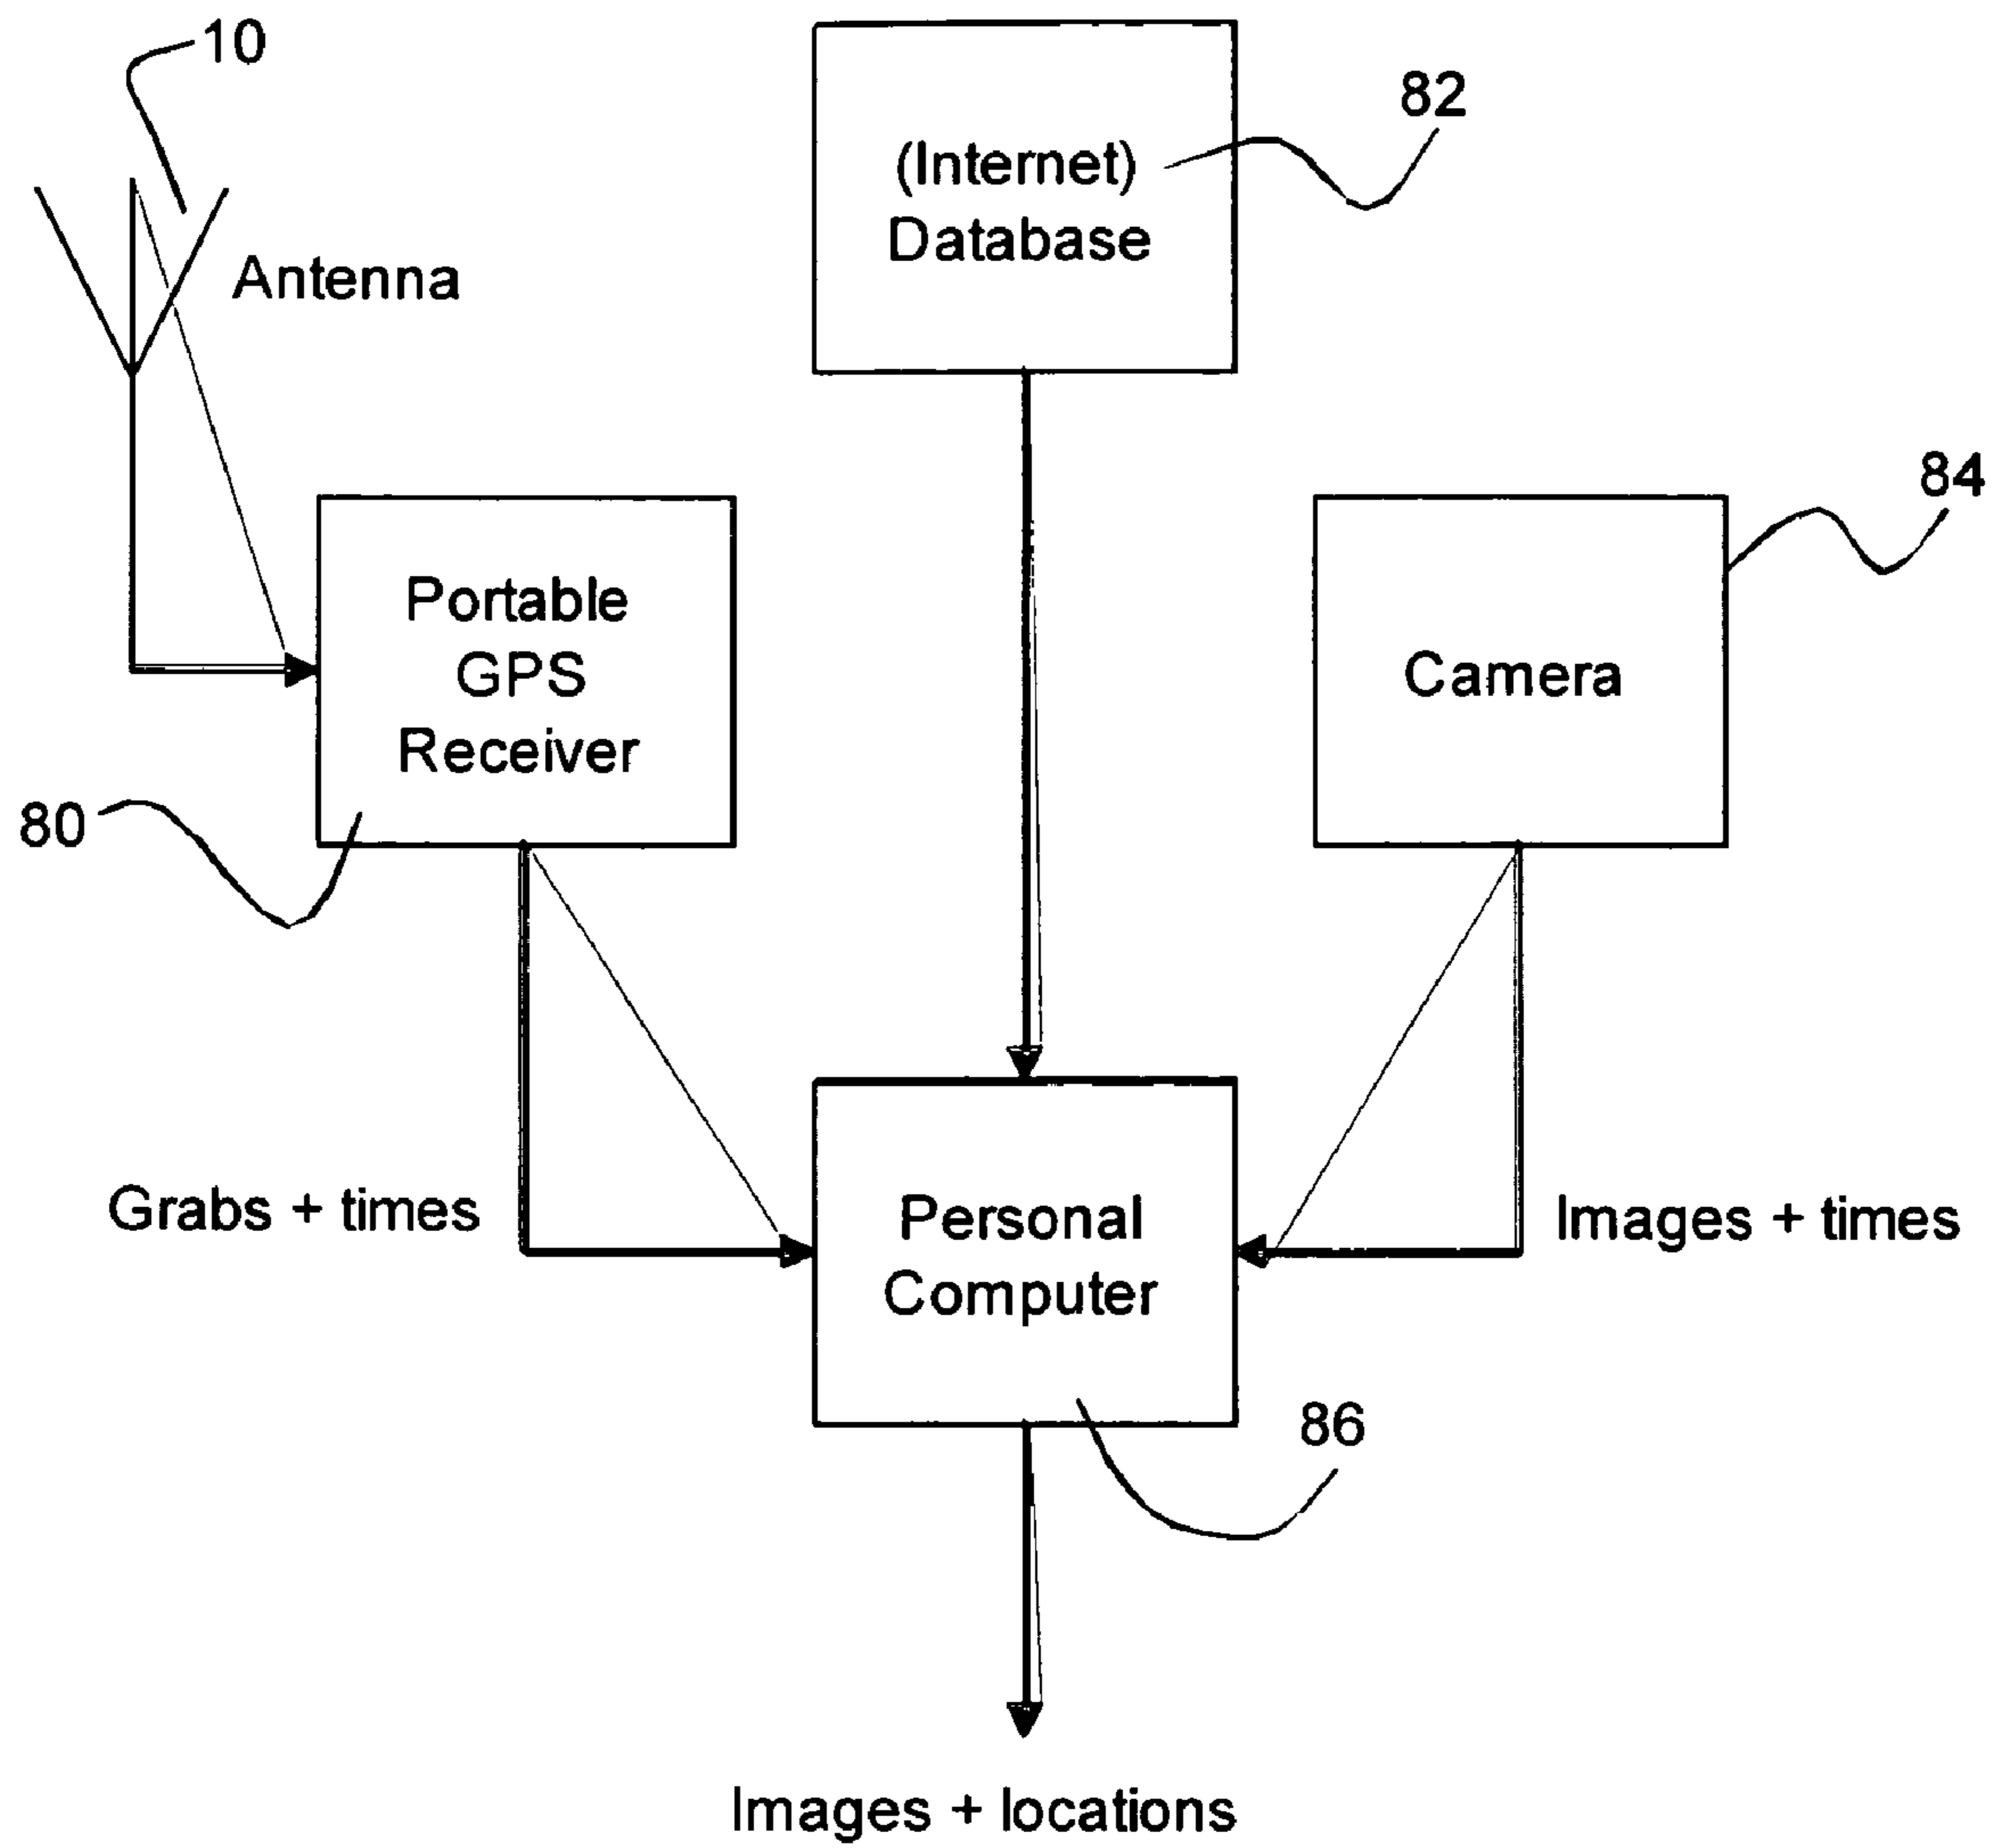 10
82
(Internet)
Database
Antenna
84
Portable
GPS
Receiver
Camera
80
Grabs + times
Personal
Computer
Images + times
86
Images + locations